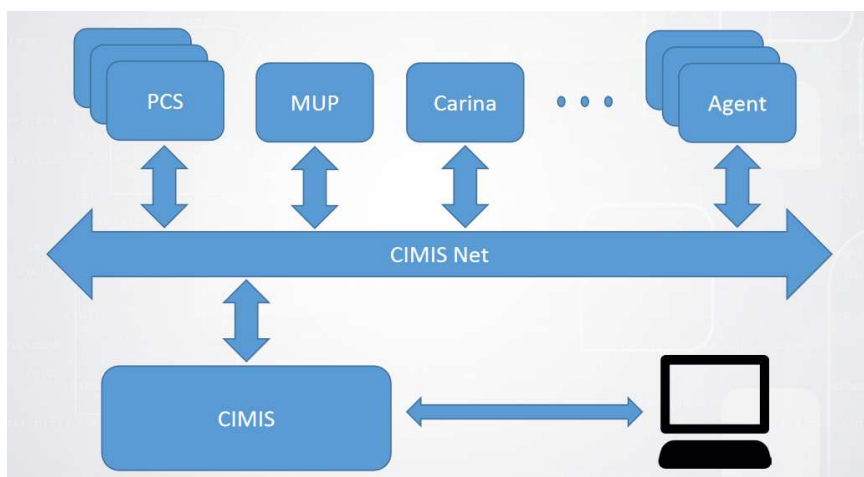 PCS
MUP
Carina
Agent
CIMIS Net
CIMIS